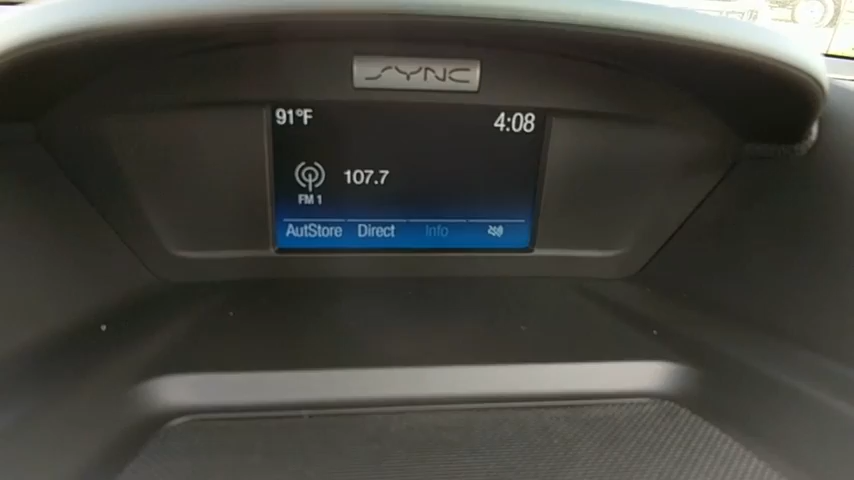 SYNC
91°F 4:08
107.7
FM 1
AutStore Direct Info